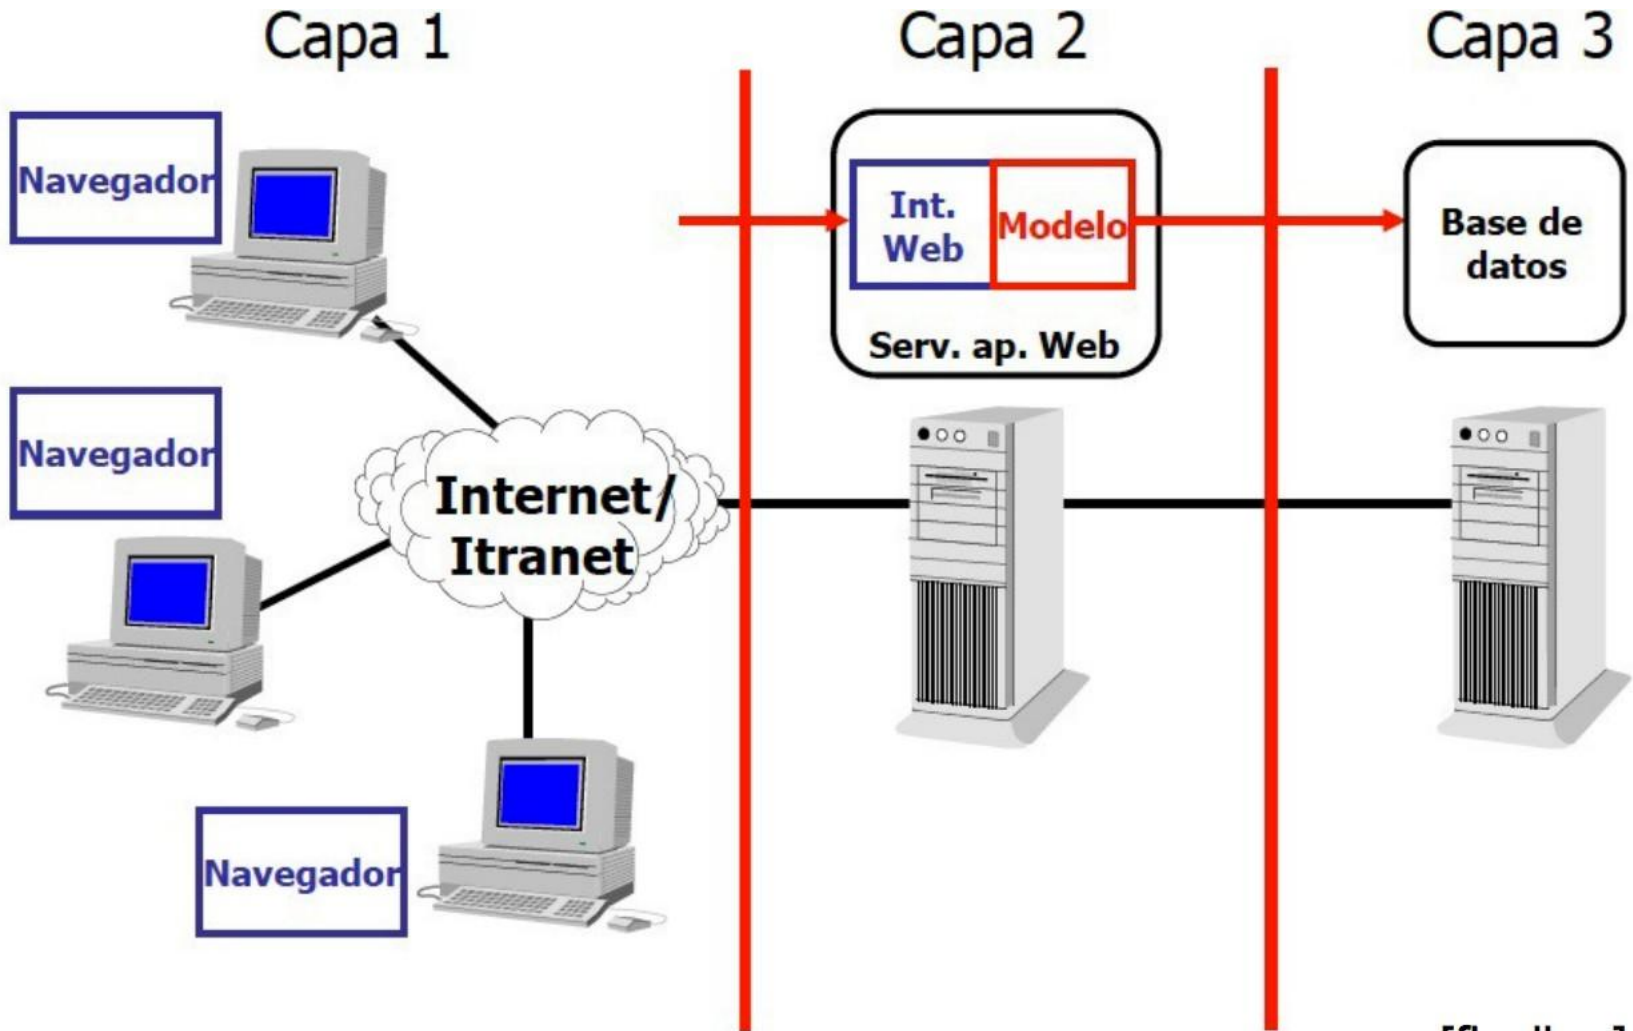 Capa 1
Capa 2
Capa 3
Navegador
Int.
Web
Modelo
Serv. ap. Web
Base de
datos
Navegador
Internet/
Itranet
Navegador